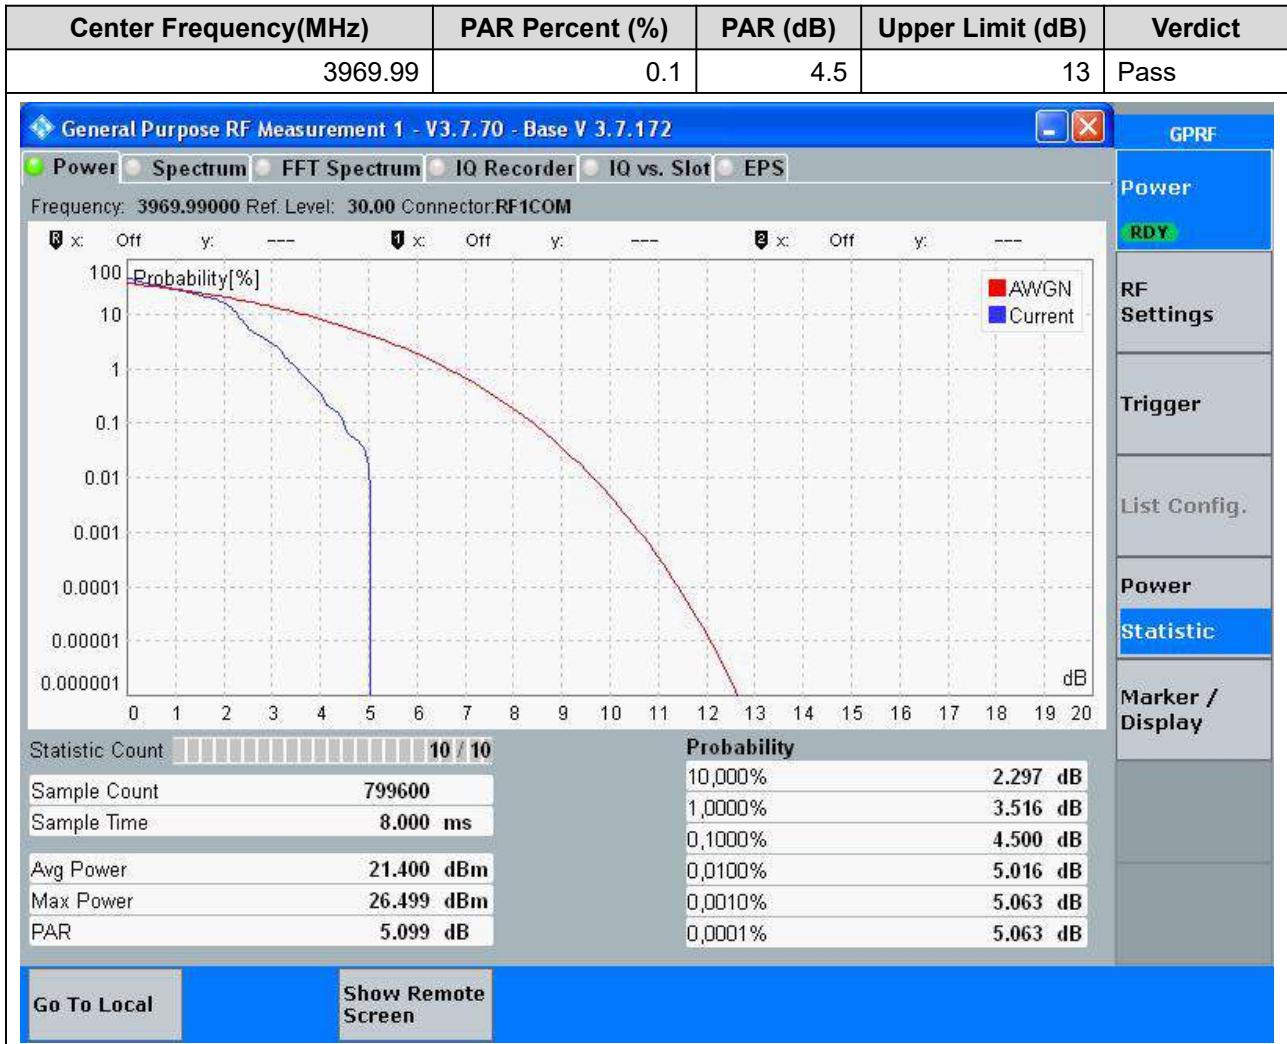 Center Frequency(MHz) PAR Percent (%) PAR (dB) Upper Limit (dB) Verdict
3969.99 0.1 4.5 13 Pass
General Purpose RF Measurement 1 - V3.7.70 - Base V 3.7.172
GPRF
Power Spectrum FFT Spectrum IQ Recorder IQ vs. Slot EPS
Power
RDY
Frequency: 3969.99000 Ref. Level: 30.00 Connector:RF1COM
R x: Off y: --- 1 x: Off y: --- 2 x: Off y: ---
Probability[%]
AWGN
Current
100
10
1
0.1
0.01
0.001
0.0001
0.00001
0.000001
dB
0 1 2 3 4 5 6 7 8 9 10 11 12 13 14 15 16 17 18 19 20
RF
Settings
Trigger
List Config.
Power
Statistic
Marker /
Display
Statistic Count 10 / 10
Sample Count 799600
Sample Time 8.000 ms
Avg Power 21.400 dBm
Max Power 26.499 dBm
PAR 5.099 dB
Probability
10,000% 2.297 dB
1,0000% 3.516 dB
0,1000% 4.500 dB
0,0100% 5.016 dB
0,0010% 5.063 dB
0,0001% 5.063 dB
Go To Local
Show Remote
Screen